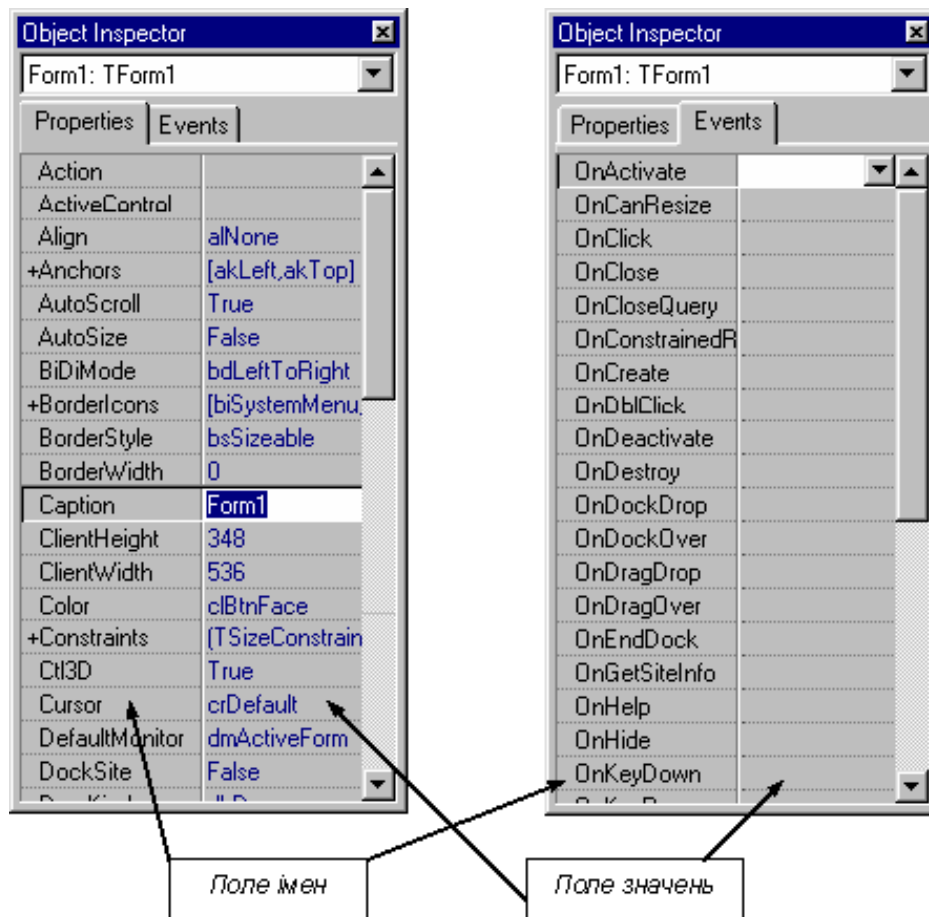 Object Inspector
Form1: TForm1
Properties Events
Action
ActiveControl
Align alNone
+Anchors [akLeft,akTop]
AutoScroll True
AutoSize False
BiDiMode bdLeftToRight
+BorderIcons [biSystemMenu,
BorderStyle bsSizeable
BorderWidth 0
Caption Form1
ClientHeight 348
ClientWidth 536
Color clBtnFace
+Constraints (TSizeConstrain
Ctl3D True
Cursor crDefault
DefaultMonitor dmActiveForm
DockSite False
Object Inspector
Form1: TForm1
Properties Events
OnActivate
OnCanResize
OnClick
OnClose
OnCloseQuery
OnConstrainedR
OnCreate
OnDblClick
OnDeactivate
OnDestroy
OnDockDrop
OnDockOver
OnDragDrop
OnDragOver
OnEndDock
OnGetSiteInfo
OnHelp
OnHide
OnKeyDown
Поле імен
Поле значень